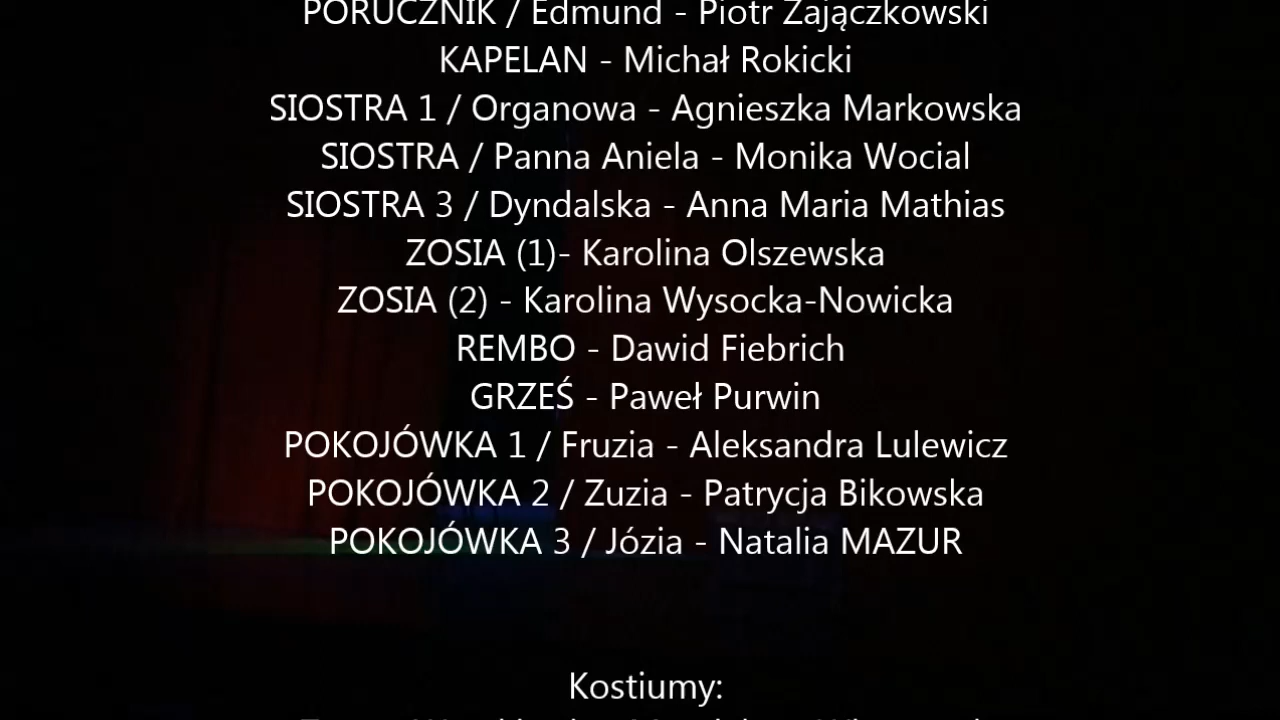 PORUCZNIK / Edmund - Piotr Zajączkowski
KAPELAN - Michał Rokicki
SIOSTRA 1 / Organowa - Agnieszka Markowska
SIOSTRA / Panna Aniela - Monika Wocial
SIOSTRA 3 / Dyndalska - Anna Maria Mathias
ZOSIA (1)- Karolina Olszewska
ZOSIA (2) - Karolina Wysocka-Nowicka
REMBO - Dawid Fiebrich
GRZEŚ - Paweł Purwin
POKOJÓWKA 1 / Fruzia - Aleksandra Lulewicz
POKOJÓWKA 2 / Zuzia - Patrycja Bikowska
POKOJÓWKA 3 / Józia - Natalia MAZUR
Kostiumy: